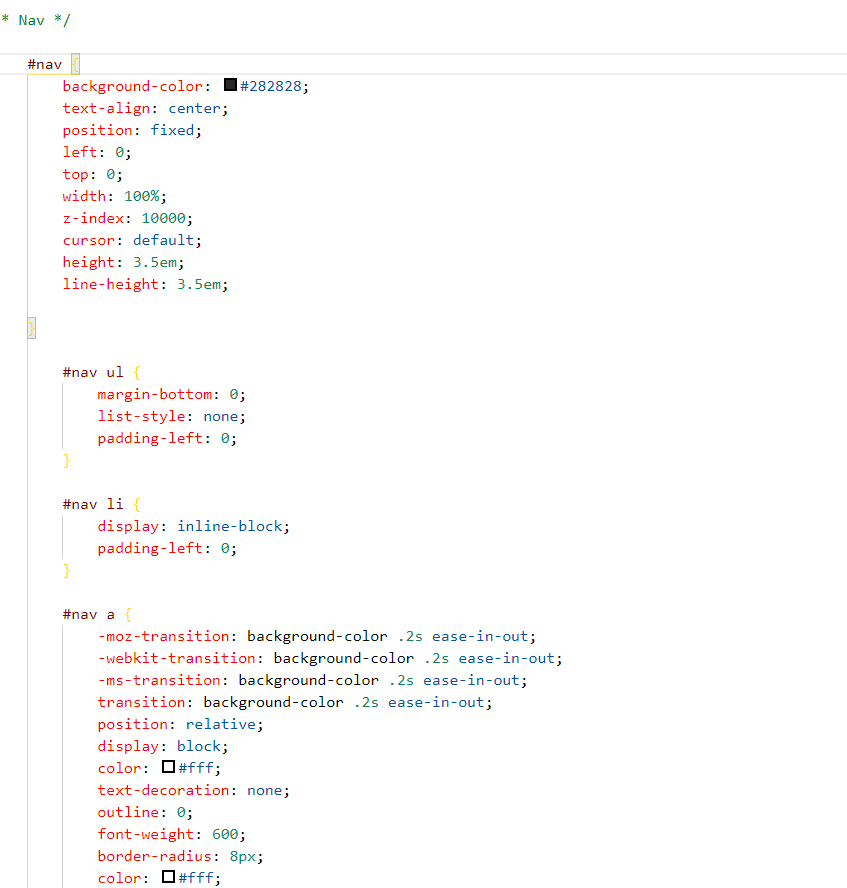 * Nav */
#nav {
background-color: #282828;
text-align: center;
position: fixed;
left: 0;
top: 0;
width: 100%;
z-index: 10000;
cursor: default;
height: 3.5em;
line-height: 3.5em;
}
#nav ul {
margin-bottom: 0;
list-style: none;
padding-left: 0;
}
#nav li {
display: inline-block;
padding-left: 0;
}
#nav a {
-moz-transition: background-color .2s ease-in-out;
-webkit-transition: background-color .2s ease-in-out;
-ms-transition: background-color .2s ease-in-out;
transition: background-color .2s ease-in-out;
position: relative;
display: block;
color: #fff;
text-decoration: none;
outline: 0;
font-weight: 600;
border-radius: 8px;
color: #fff;